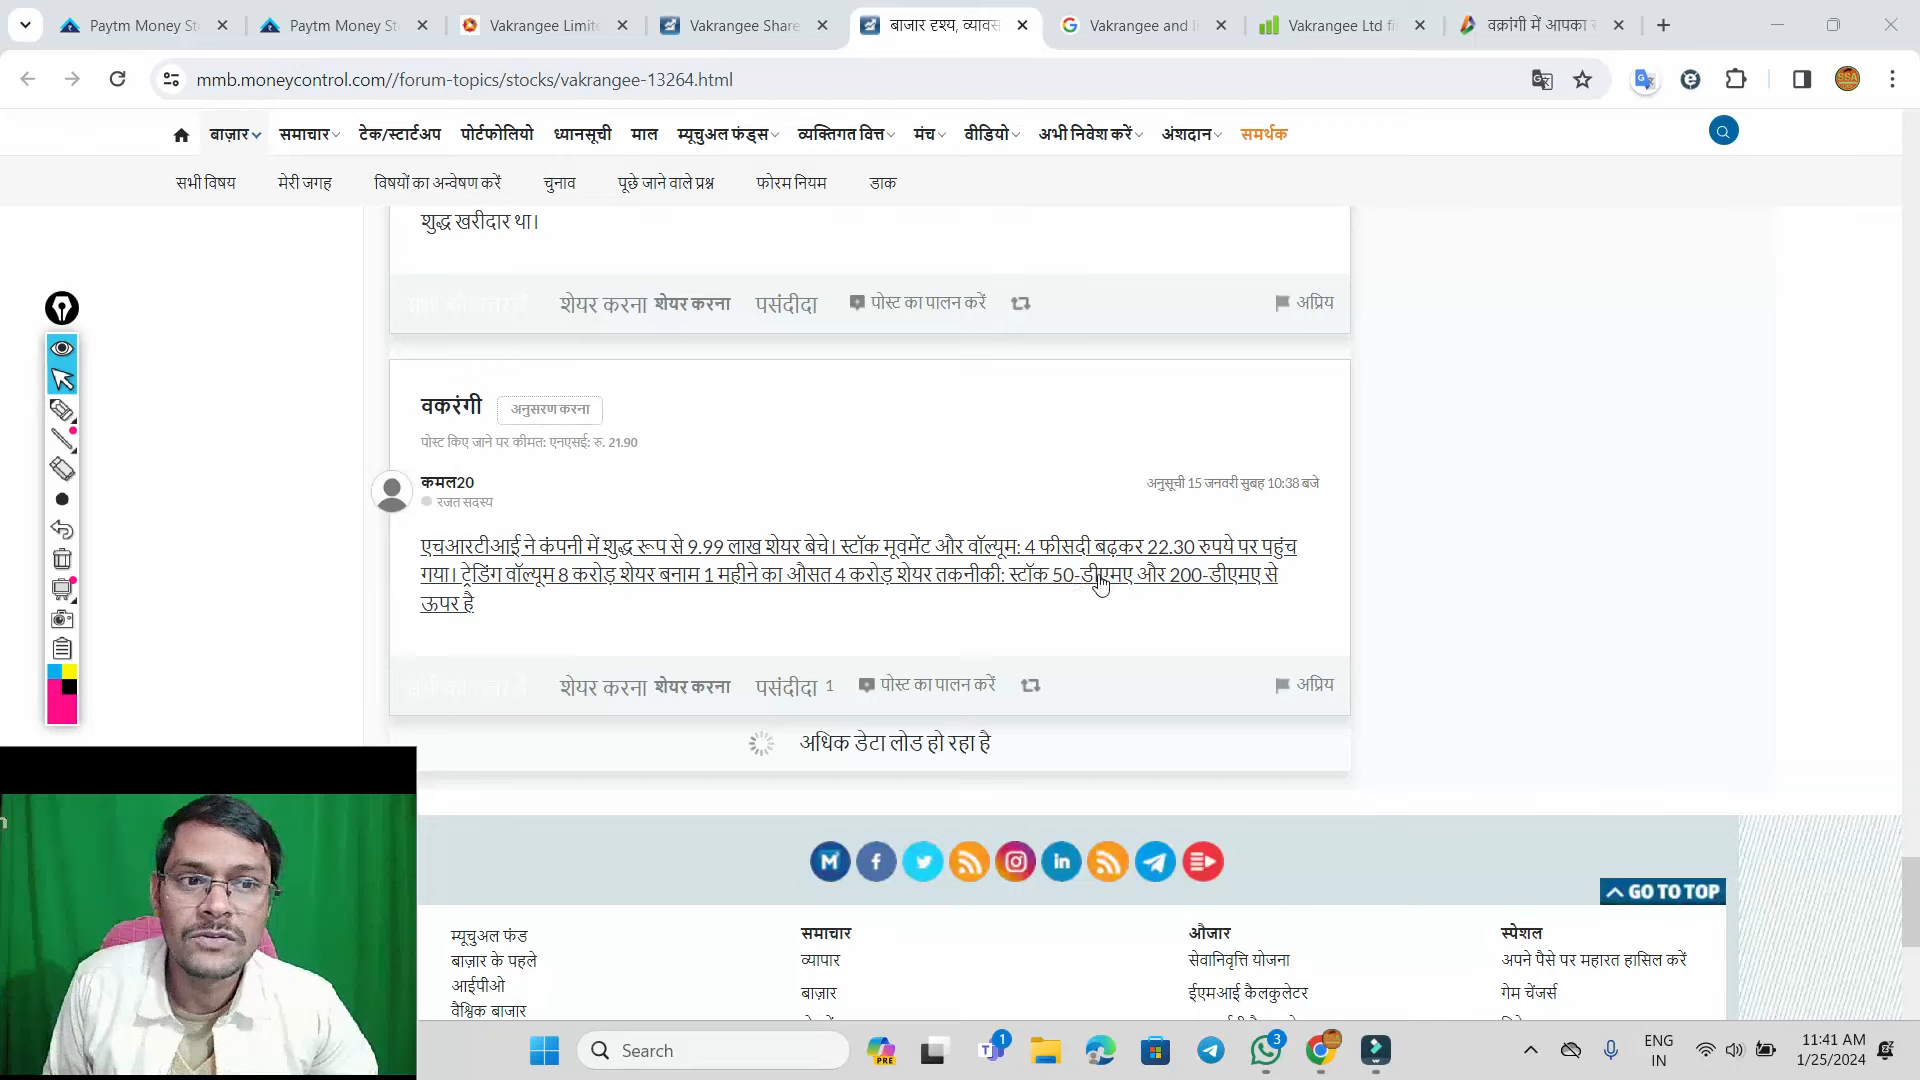 Paytm Money St
Paytm Money St
Vakrangee Limite
Vakrangee Share
बाजार दृश्य, व्यावस
Vakrangee and I
Vakrangee Ltd fi
वक्रांगी में आपका
mmb.moneycontrol.com//forum-topics/stocks/vakrangee-13264.html
बाज़ार समाचार टेक/स्टार्टअप पोर्टफोलियो ध्यानसूची माल म्यूचुअल फंड्स व्यक्तिगत वित्त मंच वीडियो अभी निवेश करें अंशदान समर्थक
सभी विषय मेरी जगह विषयों का अन्वेषण करें चुनाव पूछे जाने वाले प्रश्न फोरम नियम डाक
शुद्ध खरीदार था।
शेयर करना शेयर करना पसंदीदा पोस्ट का पालन करें अप्रिय
वकरंगी अनुसरण करना
पोस्ट किए जाने पर कीमत: एनएसई: रु. 21.90
कमल20 अनुसूची 15 जनवरी सुबह 10:38 बजे
रजत सदस्य
एचआरटीआई ने कंपनी में शुद्ध रूप से 9.99 लाख शेयर बेचे। स्टॉक मूवमेंट और वॉल्यूम: 4 फीसदी बढ़कर 22.30 रुपये पर पहुंच
गया। ट्रेडिंग वॉल्यूम 8 करोड़ शेयर बनाम 1 महीने का औसत 4 करोड़ शेयर तकनीकी: स्टॉक 50-डीएमए और 200-डीएमए से
ऊपर है
शेयर करना शेयर करना पसंदीदा 1 पोस्ट का पालन करें अप्रिय
अधिक डेटा लोड हो रहा है
GO TO TOP
म्यूचुअल फंड
बाज़ार के पहले
आईपीओ
वैश्विक बाजार
समाचार
व्यापार
बाज़ार
औजार
सेवानिवृत्ति योजना
ईएमआई कैलकुलेटर
स्पेशल
अपने पैसे पर महारत हासिल करें
गेम चेंजर्स
Search
PRE
1
3
ENG
IN
11:41 AM
1/25/2024